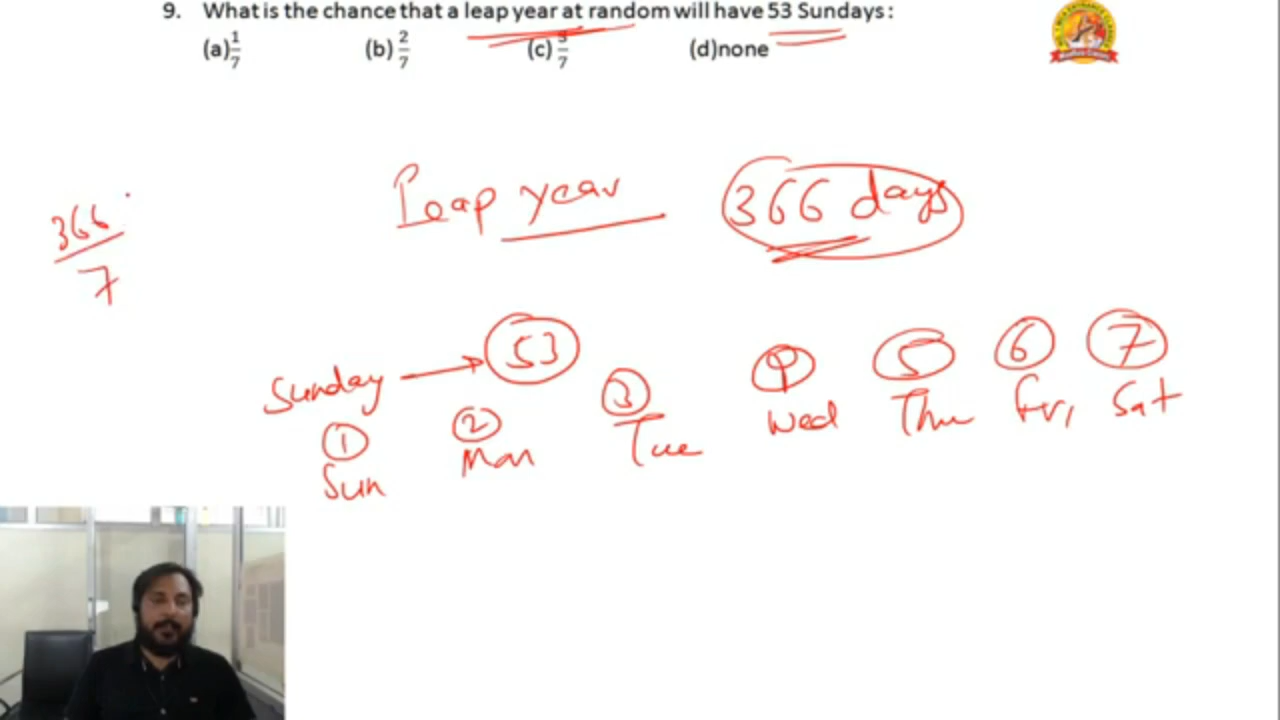 9. What is the chance that a leap year at random will have 53 Sundays :
(a) 1/7 (b) 2/7 (c) 3/7 (d) none
Leap year 366 days
366/7
Sunday → 53
1 2 3 4 5 6 7
Sun Mon Tue Wed Thu Fri, Sat